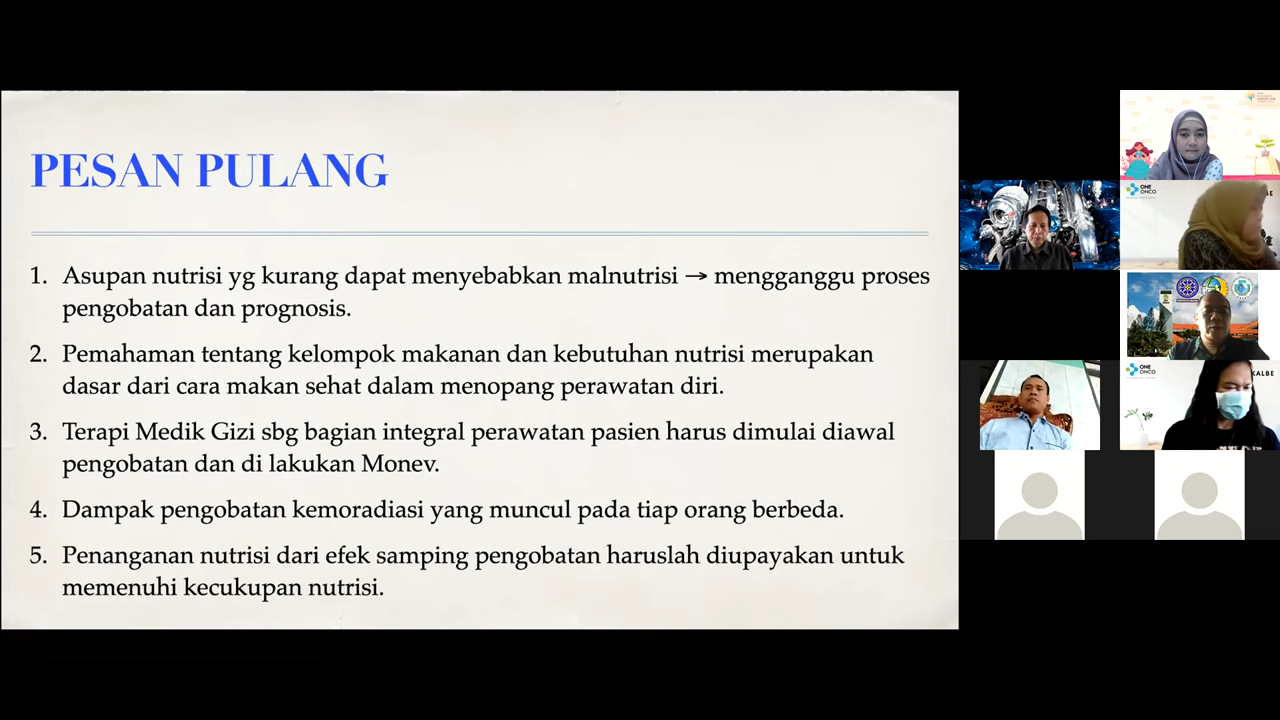 PESAN PULANG
1. Asupan nutrisi yg kurang dapat menyebabkan malnutrisi → mengganggu proses
pengobatan dan prognosis.
2. Pemahaman tentang kelompok makanan dan kebutuhan nutrisi merupakan
dasar dari cara makan sehat dalam menopang perawatan diri.
3. Terapi Medik Gizi sbg bagian integral perawatan pasien harus dimulai diawal
pengobatan dan di lakukan Monev.
4. Dampak pengobatan kemoradiasi yang muncul pada tiap orang berbeda.
5. Penanganan nutrisi dari efek samping pengobatan haruslah diupayakan untuk
memenuhi kecukupan nutrisi.
ONE
ONCO
ONE
ONCO
KALBE